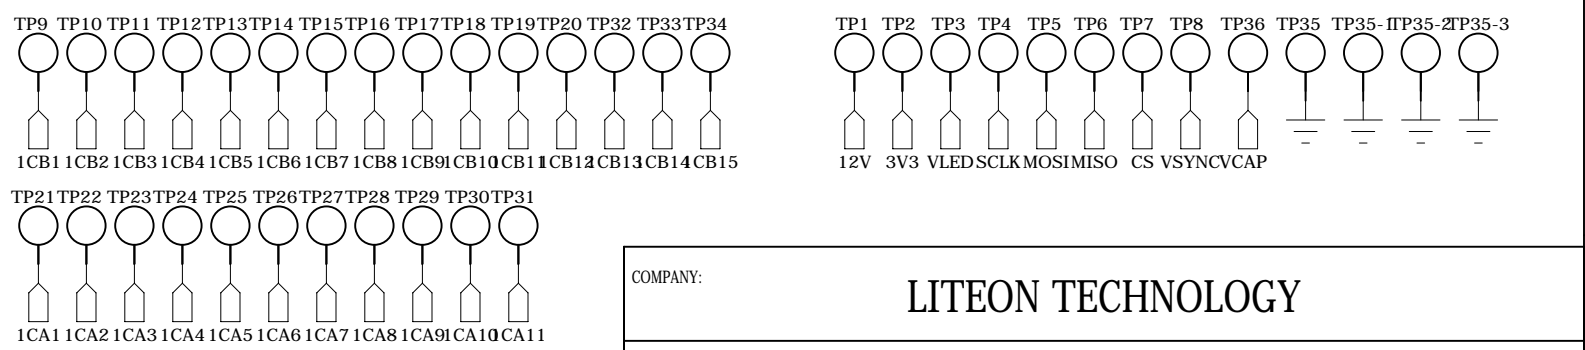 TP9 TP10 TP11 TP12 TP13 TP14 TP15 TP16 TP17 TP18 TP19 TP20 TP32 TP33 TP34
1CB1 1CB2 1CB3 1CB4 1CB5 1CB6 1CB7 1CB8 1CB9 1CB10 1CB11 1CB12 1CB13 1CB14 1CB15
TP1 TP2 TP3 TP4 TP5 TP6 TP7 TP8 TP36 TP35 TP35-1 TP35-2 TP35-3
12V 3V3 VLED SCLK MOSI MISO CS VSYNC VCAP
TP21 TP22 TP23 TP24 TP25 TP26 TP27 TP28 TP29 TP30 TP31
1CA1 1CA2 1CA3 1CA4 1CA5 1CA6 1CA7 1CA8 1CA9 1CA10 1CA11
COMPANY:
LITEON TECHNOLOGY